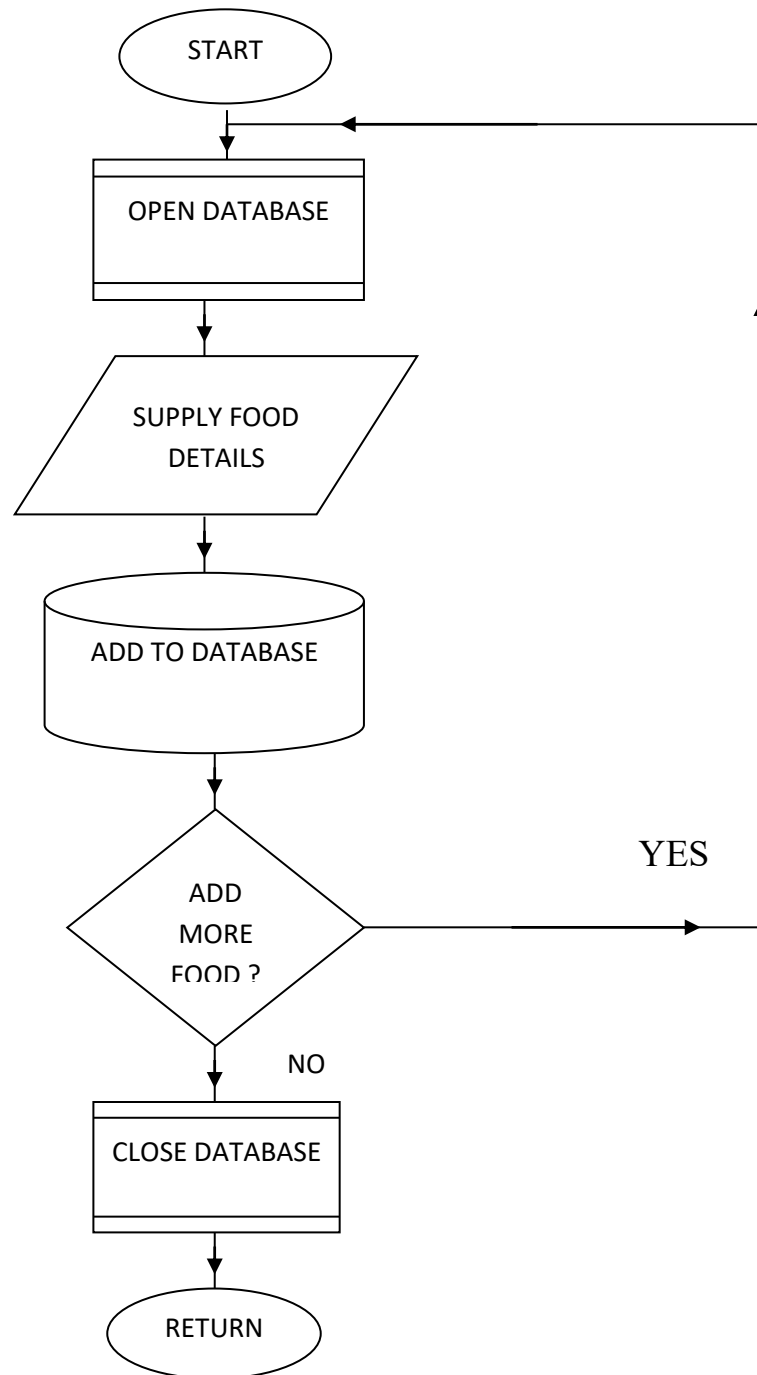 START
OPEN DATABASE
SUPPLY FOOD
DETAILS
ADD TO DATABASE
YES
ADD
MORE
FOOD ?
NO
CLOSE DATABASE
RETURN